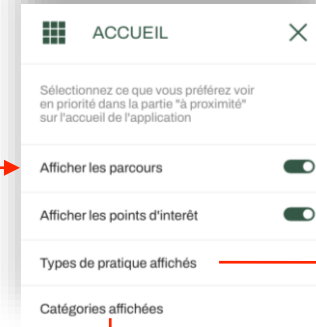 ACCUEIL
Sélectionnez ce que vous préférez voir
en priorité dans la partie "à proximité"
sur l'accueil de l'application
Afficher les parcours
Afficher les points d'interêt
Types de pratique affichés
Catégories affichées